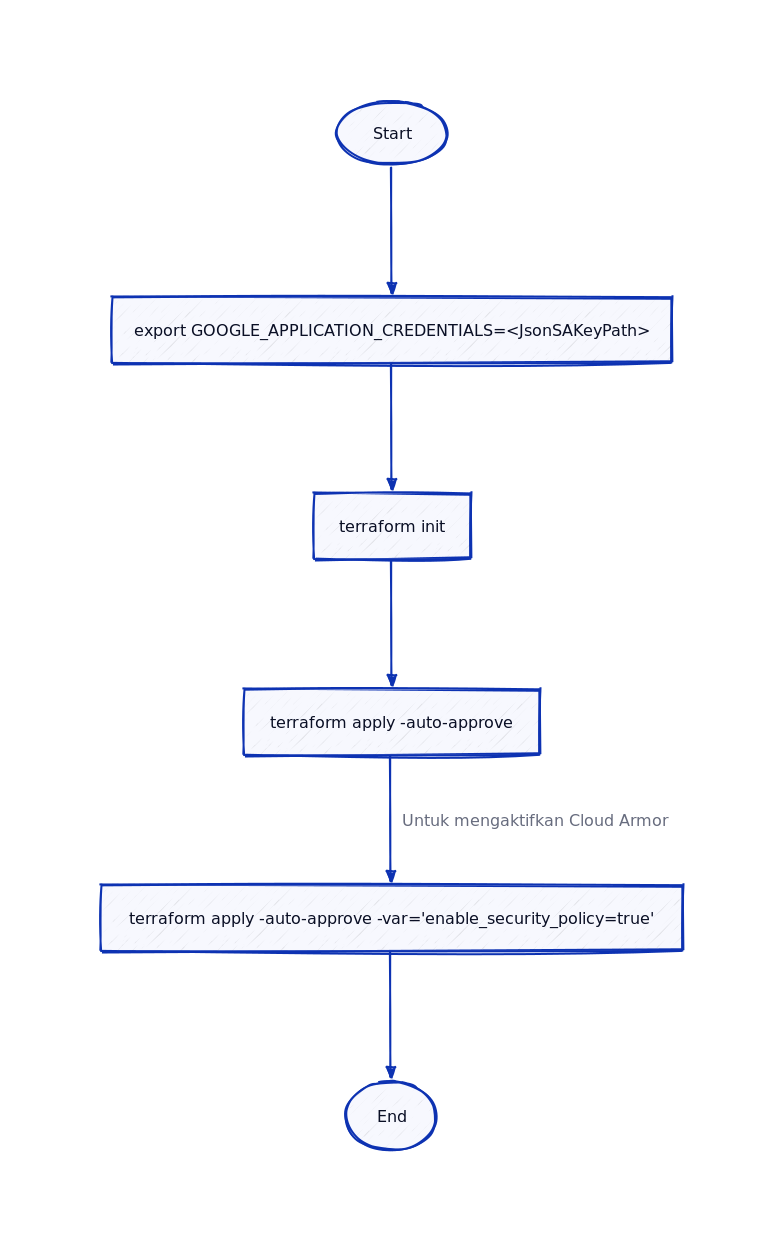 Start
export GOOGLE_APPLICATION_CREDENTIALS=<JsonSAKeyPath>
terraform init
terraform apply -auto-approve
Untuk mengaktifkan Cloud Armor
terraform apply -auto-approve -var='enable_security_policy=true'
End